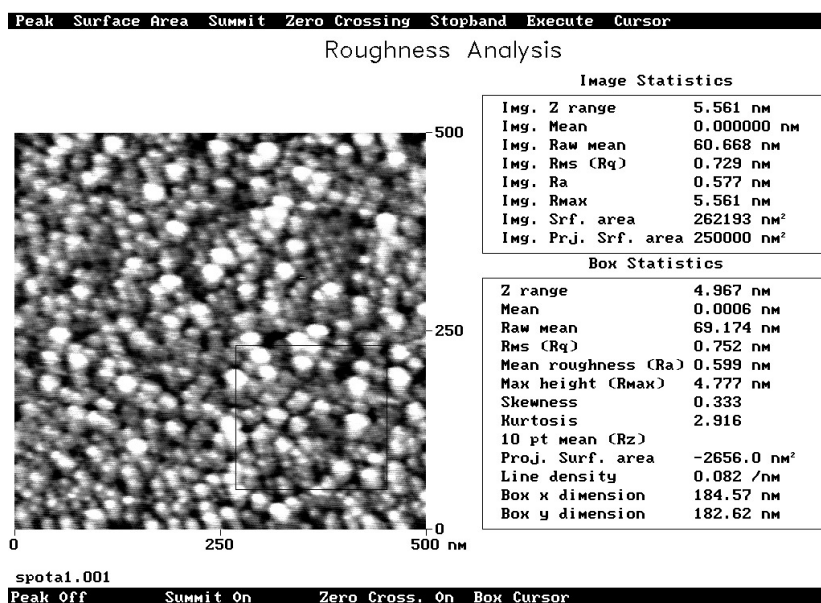 Peak Surface Area Summit Zero Crossing Stopband Execute Cursor
Roughness Analysis
Image Statistics
Img. Z range 5.561 nm
Img. Mean 0.000000 nm
Img. Raw mean 60.668 nm
Img. Rms (Rq) 0.729 nm
Img. Ra 0.577 nm
Img. Rmax 5.561 nm
Img. Srf. area 262193 nm²
Img. Prj. Srf. area 250000 nm²
Box Statistics
Z range 4.967 nm
Mean 0.0006 nm
Raw mean 69.174 nm
Rms (Rq) 0.752 nm
Mean roughness (Ra) 0.599 nm
Max height (Rmax) 4.777 nm
Skewness 0.333
Kurtosis 2.916
10 pt mean (Rz)
Proj. Surf. area -2656.0 nm²
Line density 0.082 /nm
Box x dimension 184.57 nm
Box y dimension 182.62 nm
500
250
0
0 250 500 nm
spota1.001
Peak Off Summit On Zero Cross. On Box Cursor